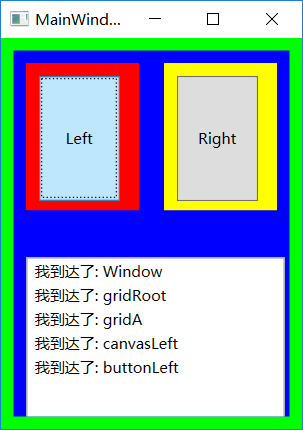 MainWind...
Left
Right
我到达了: Window
我到达了: gridRoot
我到达了: gridA
我到达了: canvasLeft
我到达了: buttonLeft